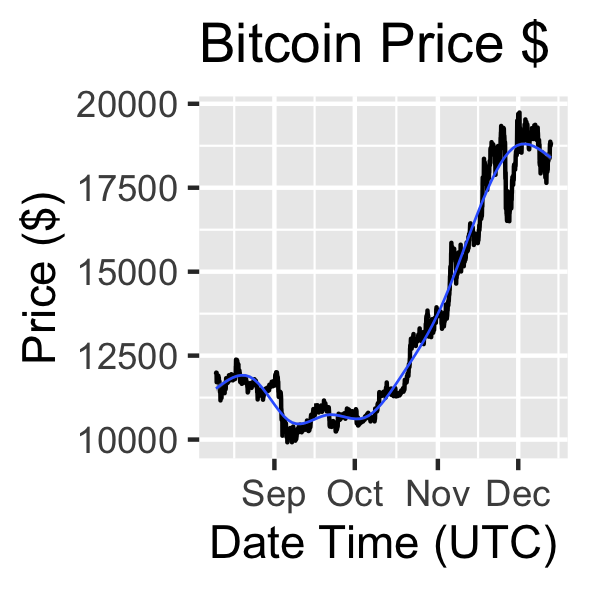 Bitcoin Price $
20000
17500
15000
12500
10000
Price ($)
Sep Oct Nov Dec
Date Time (UTC)